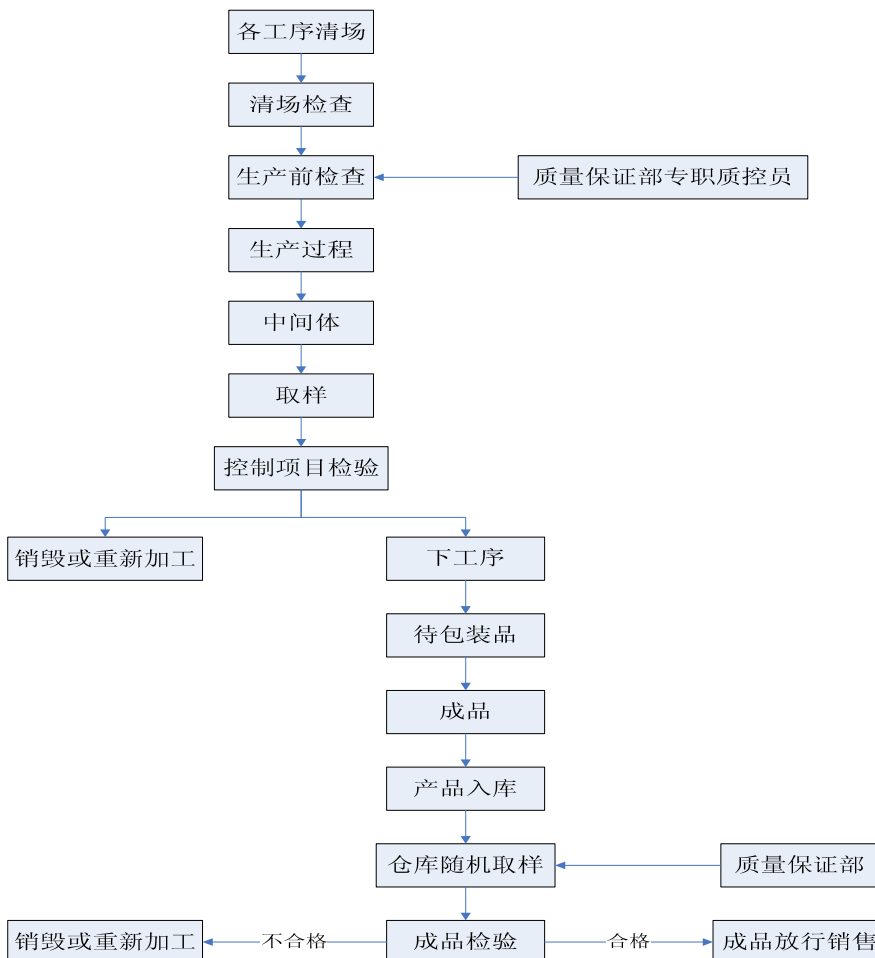 各工序清场
清场检查
生产前检查
质量保证部专职质控员
生产过程
中间体
取样
控制项目检验
销毁或重新加工
下工序
待包装品
成品
产品入库
仓库随机取样
质量保证部
销毁或重新加工
不合格
成品检验
合格
成品放行销售